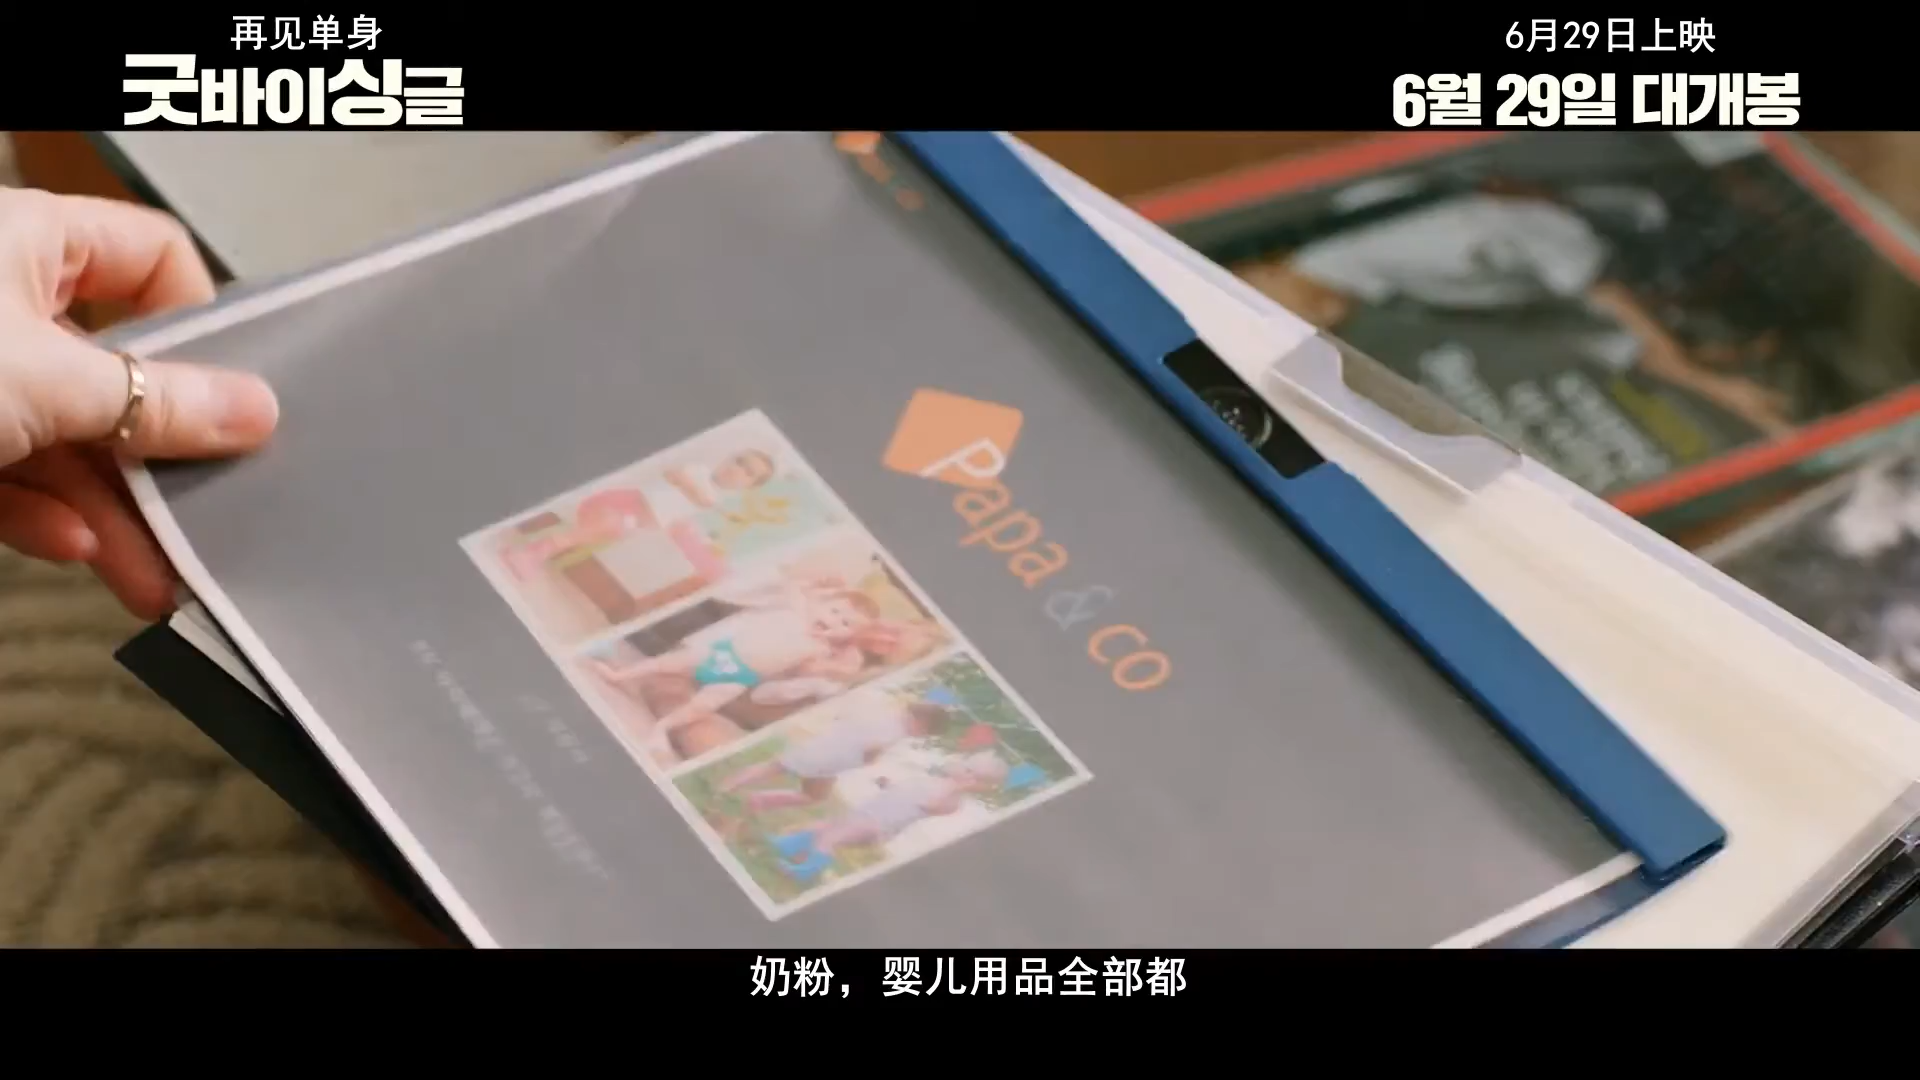 再见单身
굿바이싱글
6月29日上映
6월 29일 대개봉
Papa & co
奶粉，婴儿用品全部都